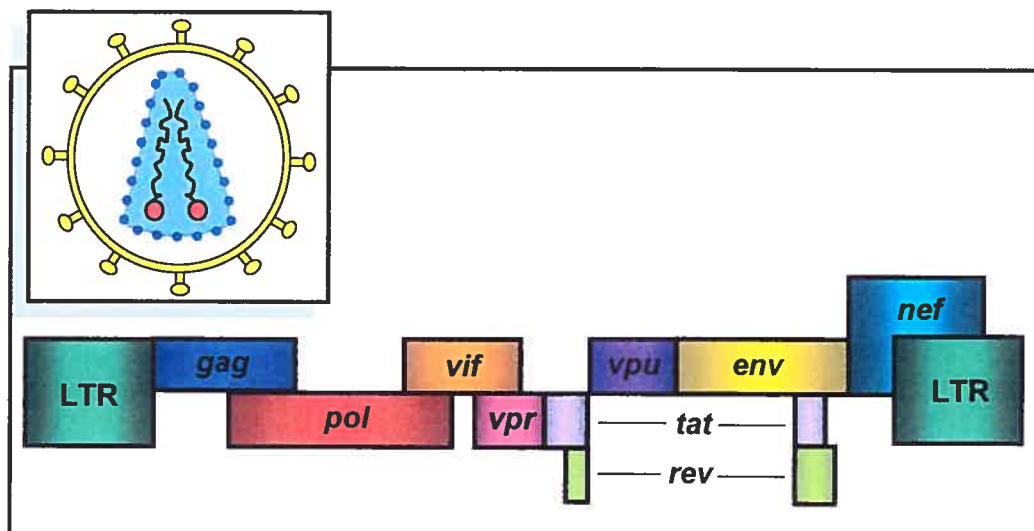 nef
LTR
gag
vif
vpu
env
LTR
pol
vpr
tat
rev